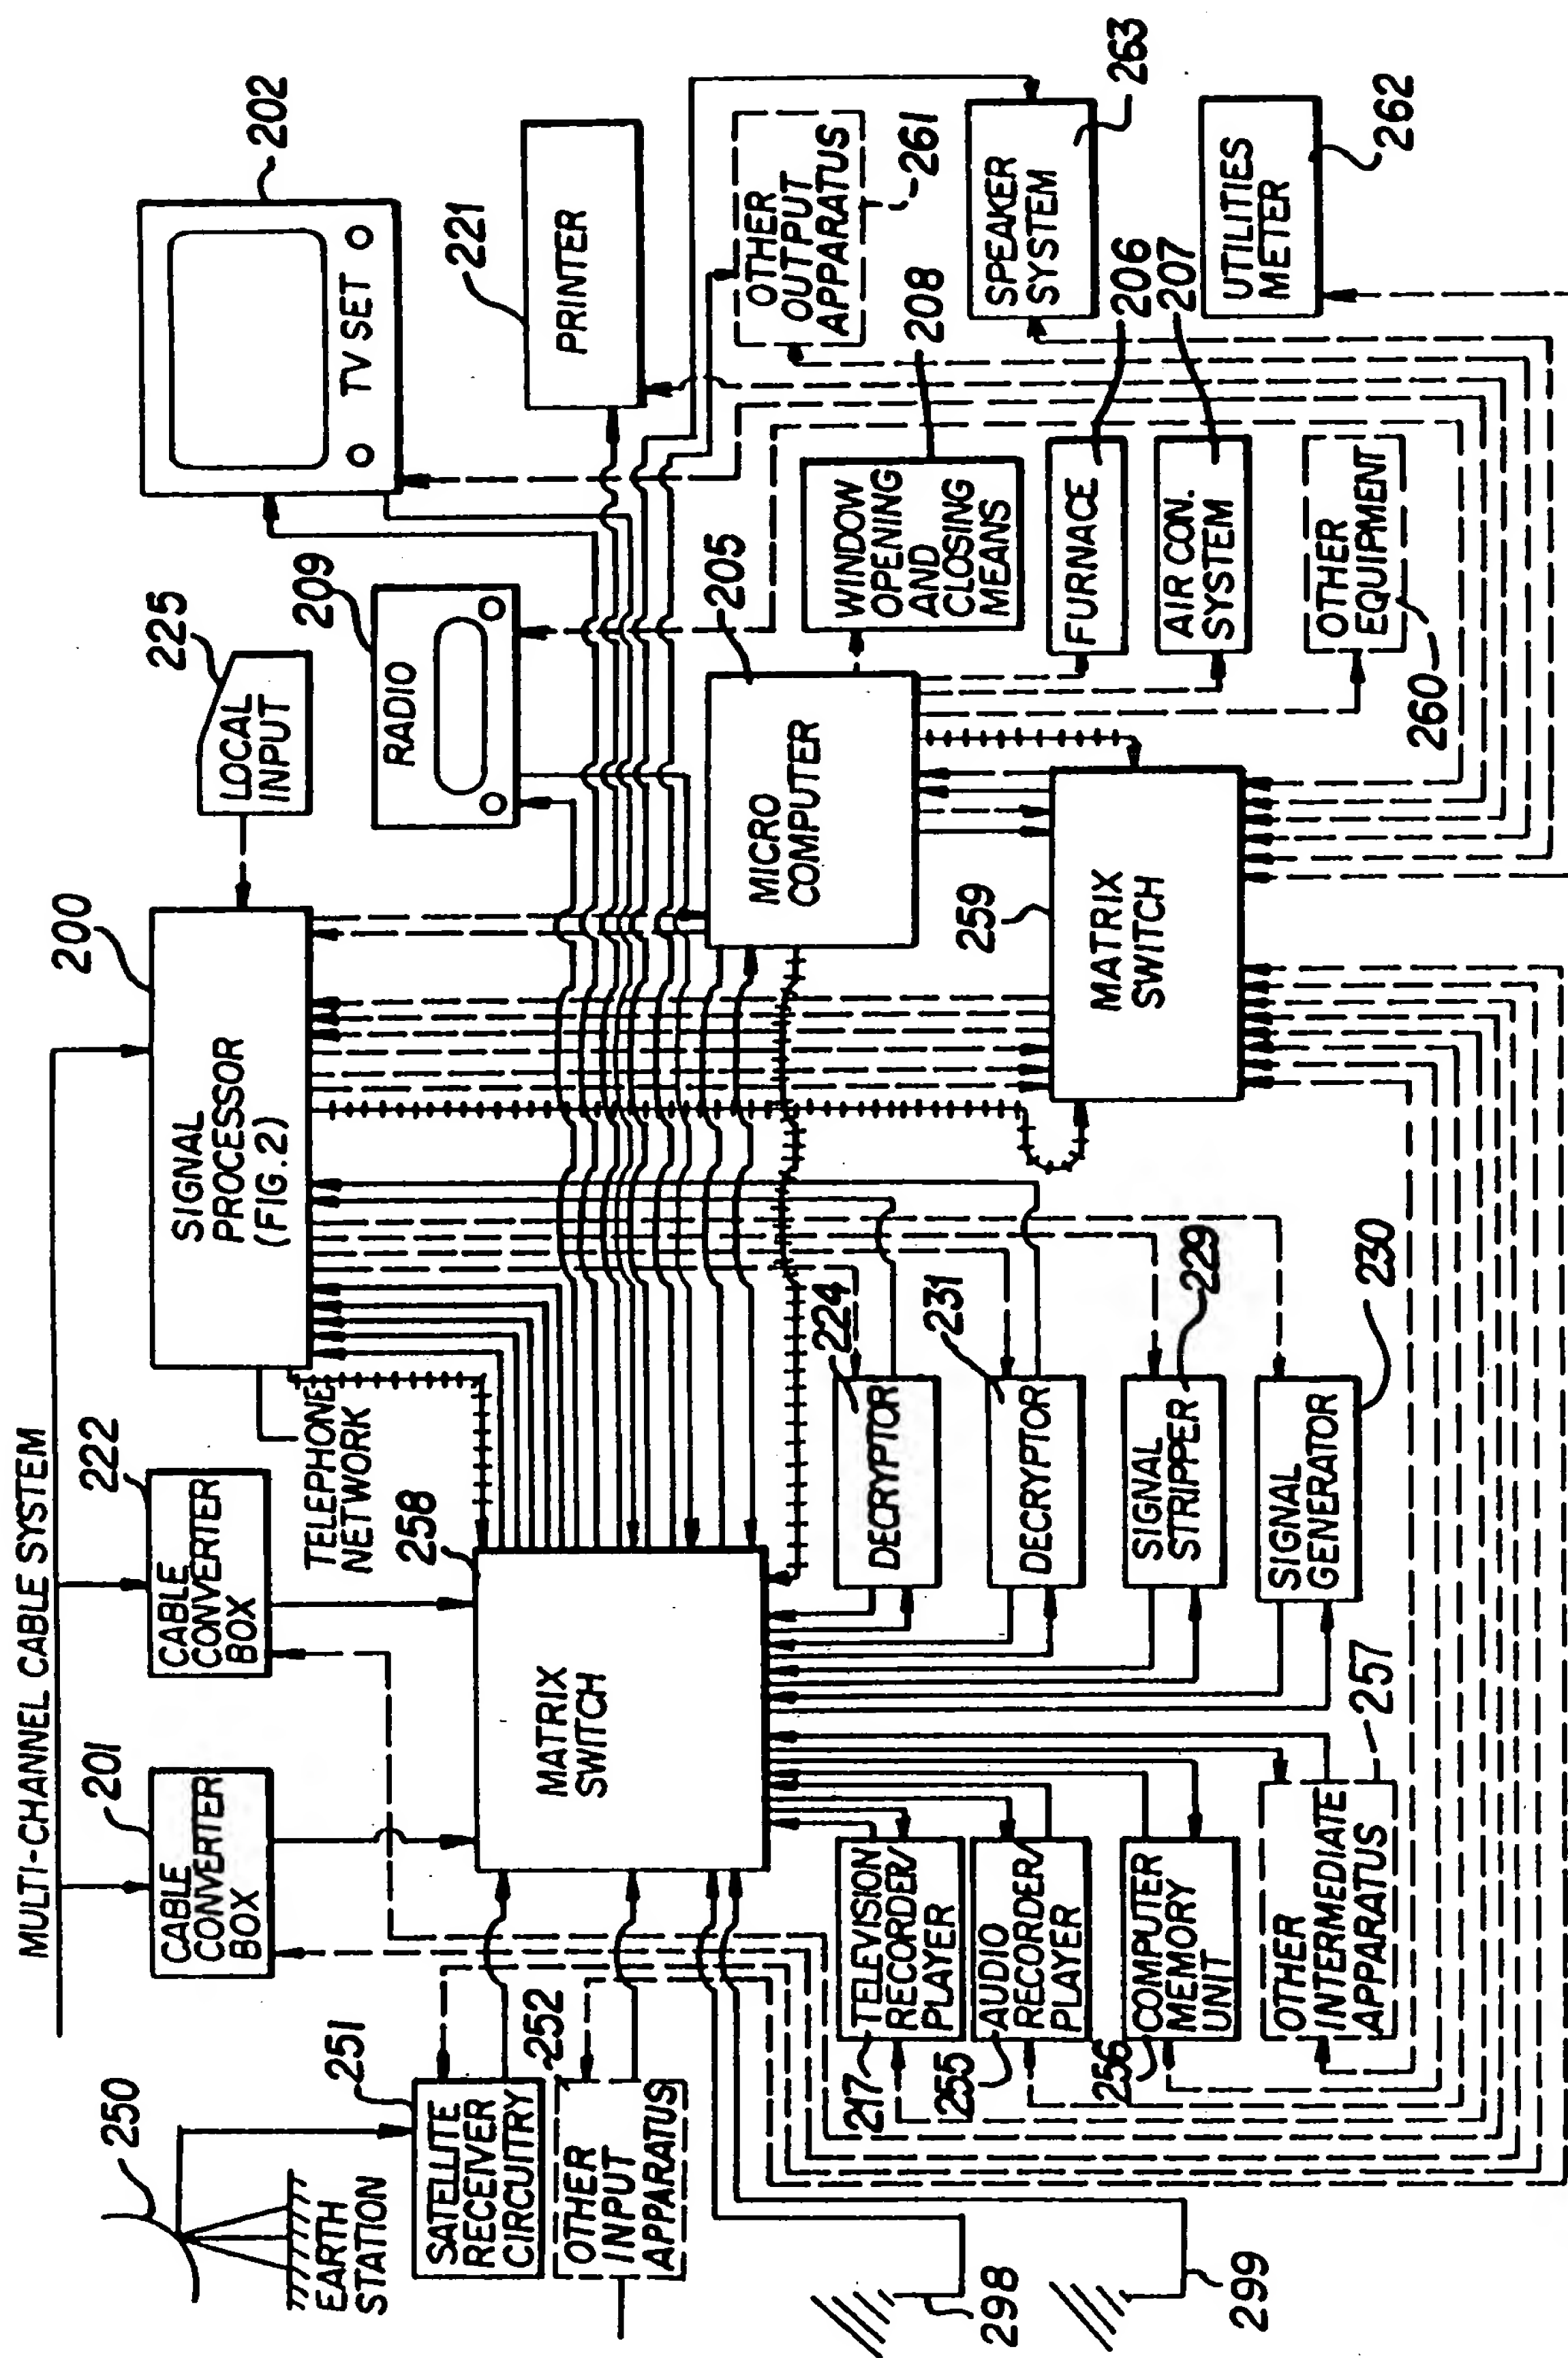 MULTI-CHANNEL CABLE SYSTEM
250
EARTH
STATION
251
SATELLITE
RECEIVER
CIRCUITRY
252
OTHER
INPUT
APPARATUS
298
299
201
CABLE
CONVERTER
BOX
222
CABLE
CONVERTER
BOX
TELEPHONE
NETWORK
258
MATRIX
SWITCH
200
SIGNAL
PROCESSOR
(FIG.2)
225
LOCAL
INPUT
209
RADIO
202
TV SET
221
PRINTER
OTHER
OUTPUT
APPARATUS
261
SPEAKER
SYSTEM
263
UTILITIES
METER
262
205
MICRO
COMPUTER
208
WINDOW
OPENING
AND
CLOSING
MEANS
206
FURNACE
207
AIR CON.
SYSTEM
OTHER
EQUIPMENT
260
259
MATRIX
SWITCH
224
DECRYPTOR
231
DECRYPTOR
SIGNAL
STRIPPER
229
SIGNAL
GENERATOR
230
217
TELEVISION
RECORDER/
PLAYER
255
AUDIO
RECORDER/
PLAYER
256
COMPUTER
MEMORY
UNIT
OTHER
INTERMEDIATE
APPARATUS
257